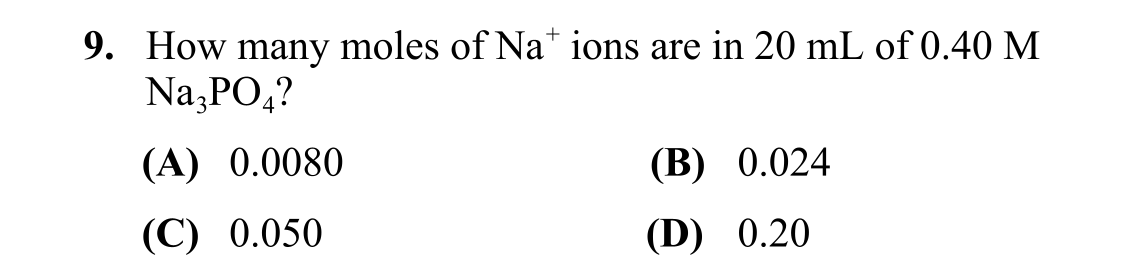 9. How many moles of Na⁺ ions are in 20 mL of 0.40 M
Na₃PO₄?
(A) 0.0080 (B) 0.024
(C) 0.050 (D) 0.20